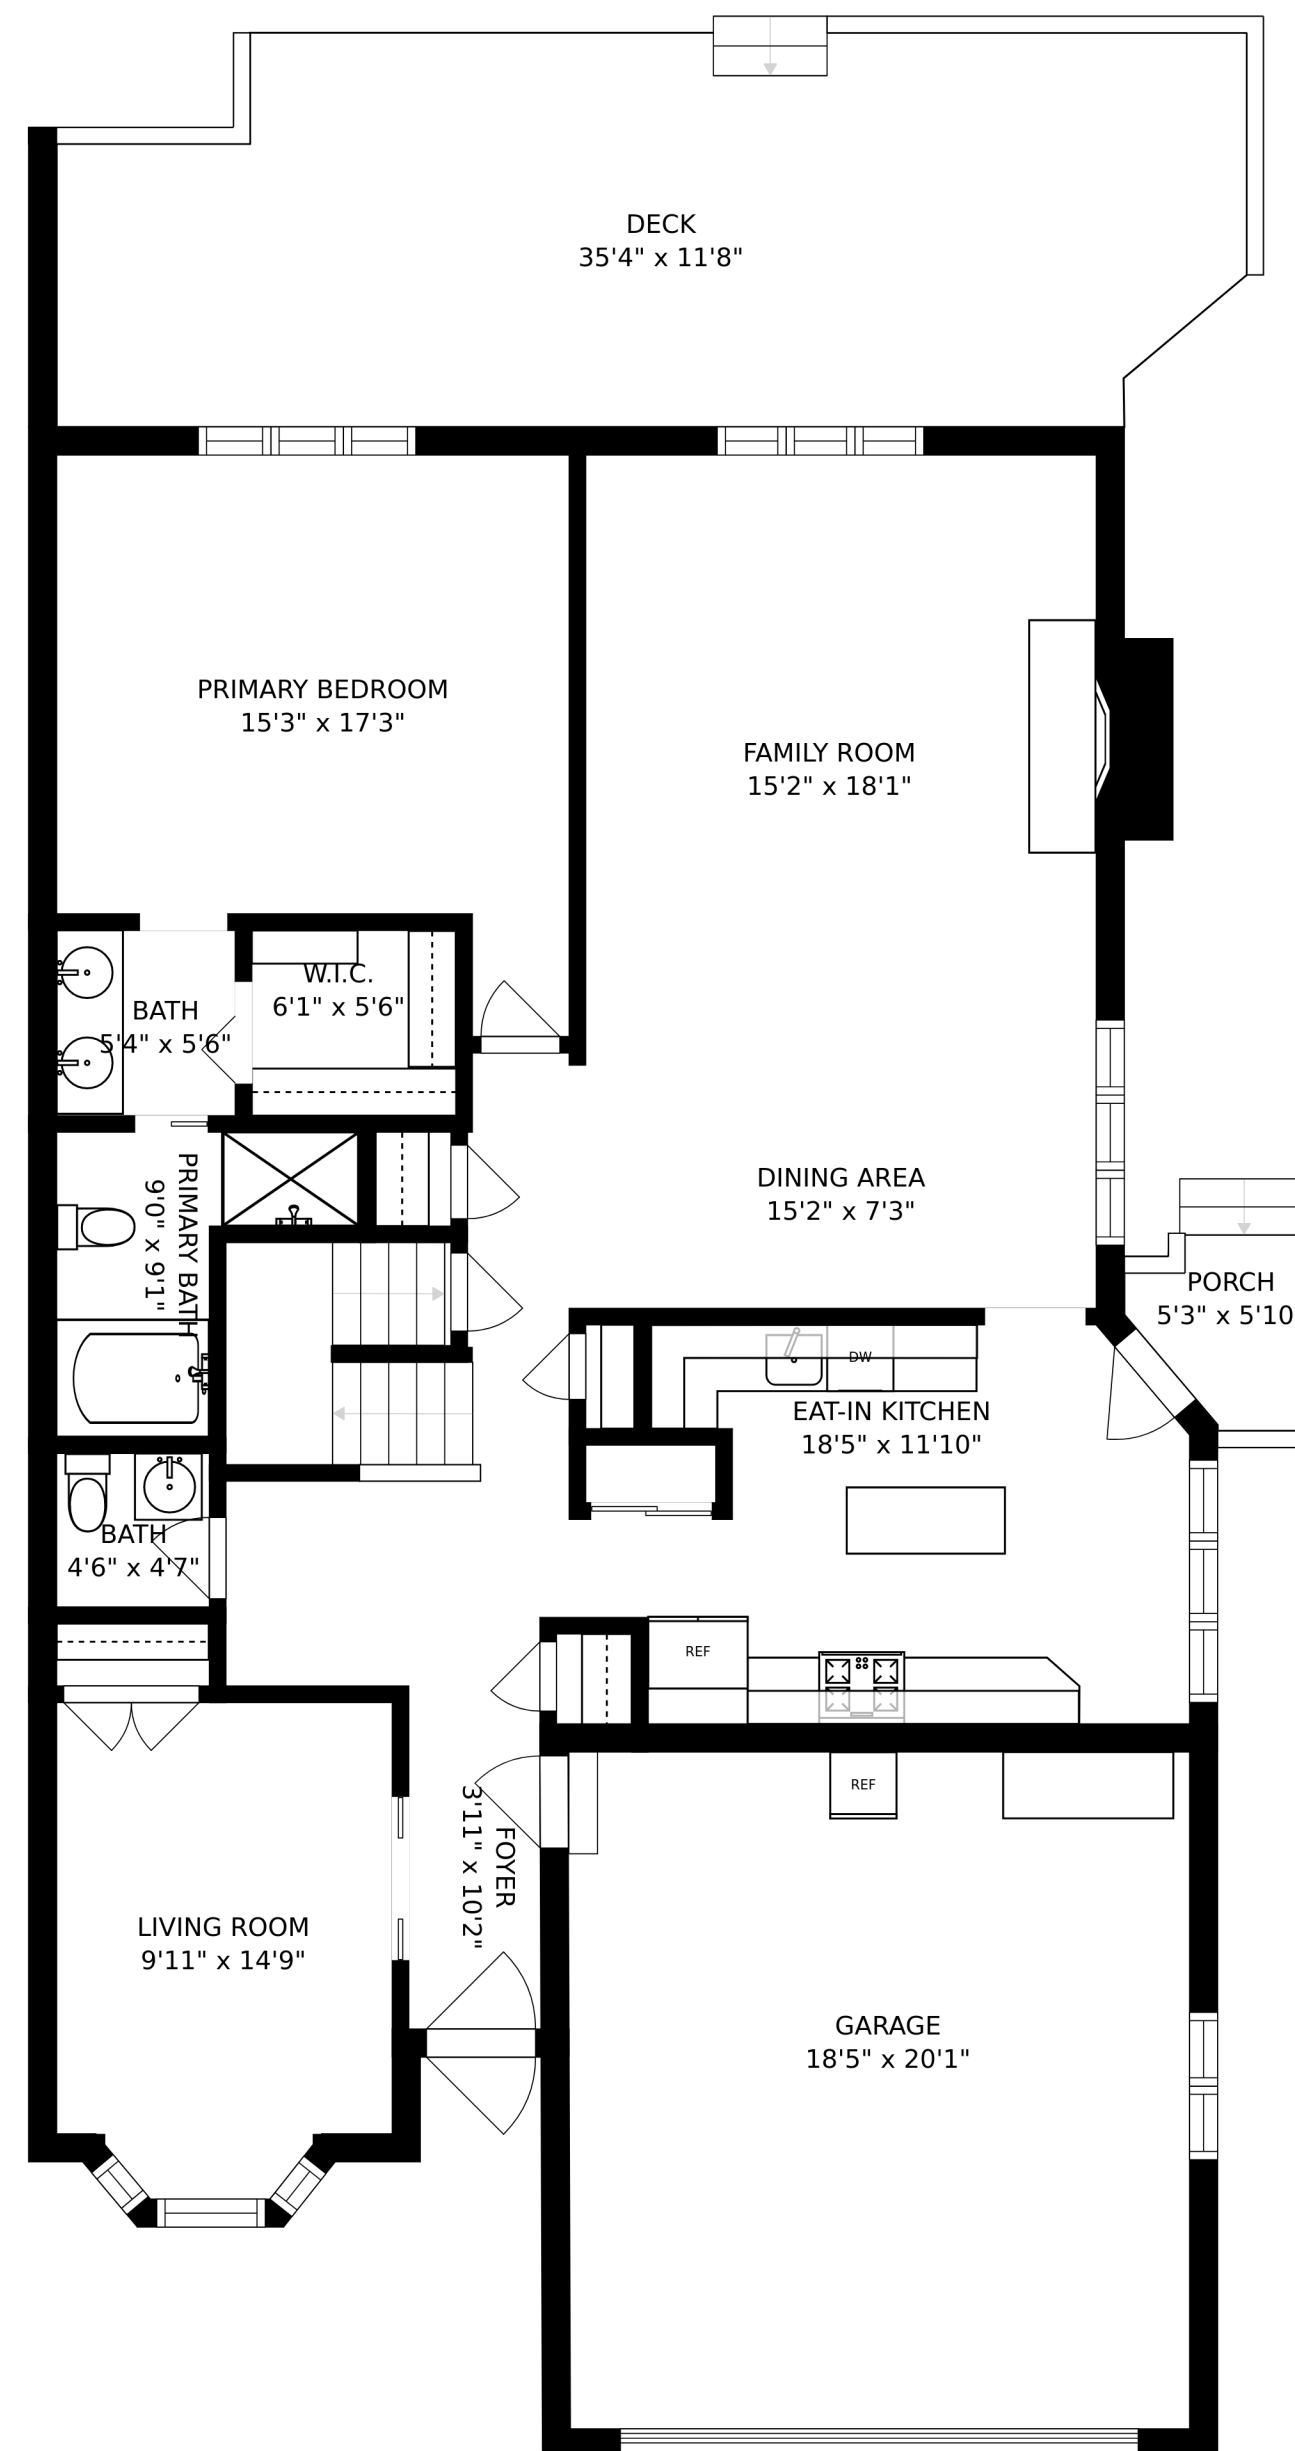 DECK
35'4" x 11'8"
PRIMARY BEDROOM
15'3" x 17'3"
FAMILY ROOM
15'2" x 18'1"
W.I.C.
6'1" x 5'6"
BATH
5'4" x 5'6"
PRIMARY BATH
9'0" x 9'1"
DINING AREA
15'2" x 7'3"
PORCH
5'3" x 5'10
DW
EAT-IN KITCHEN
18'5" x 11'10"
BATH
4'6" x 4'7"
REF
REF
FOYER
3'11" x 10'2"
LIVING ROOM
9'11" x 14'9"
GARAGE
18'5" x 20'1"